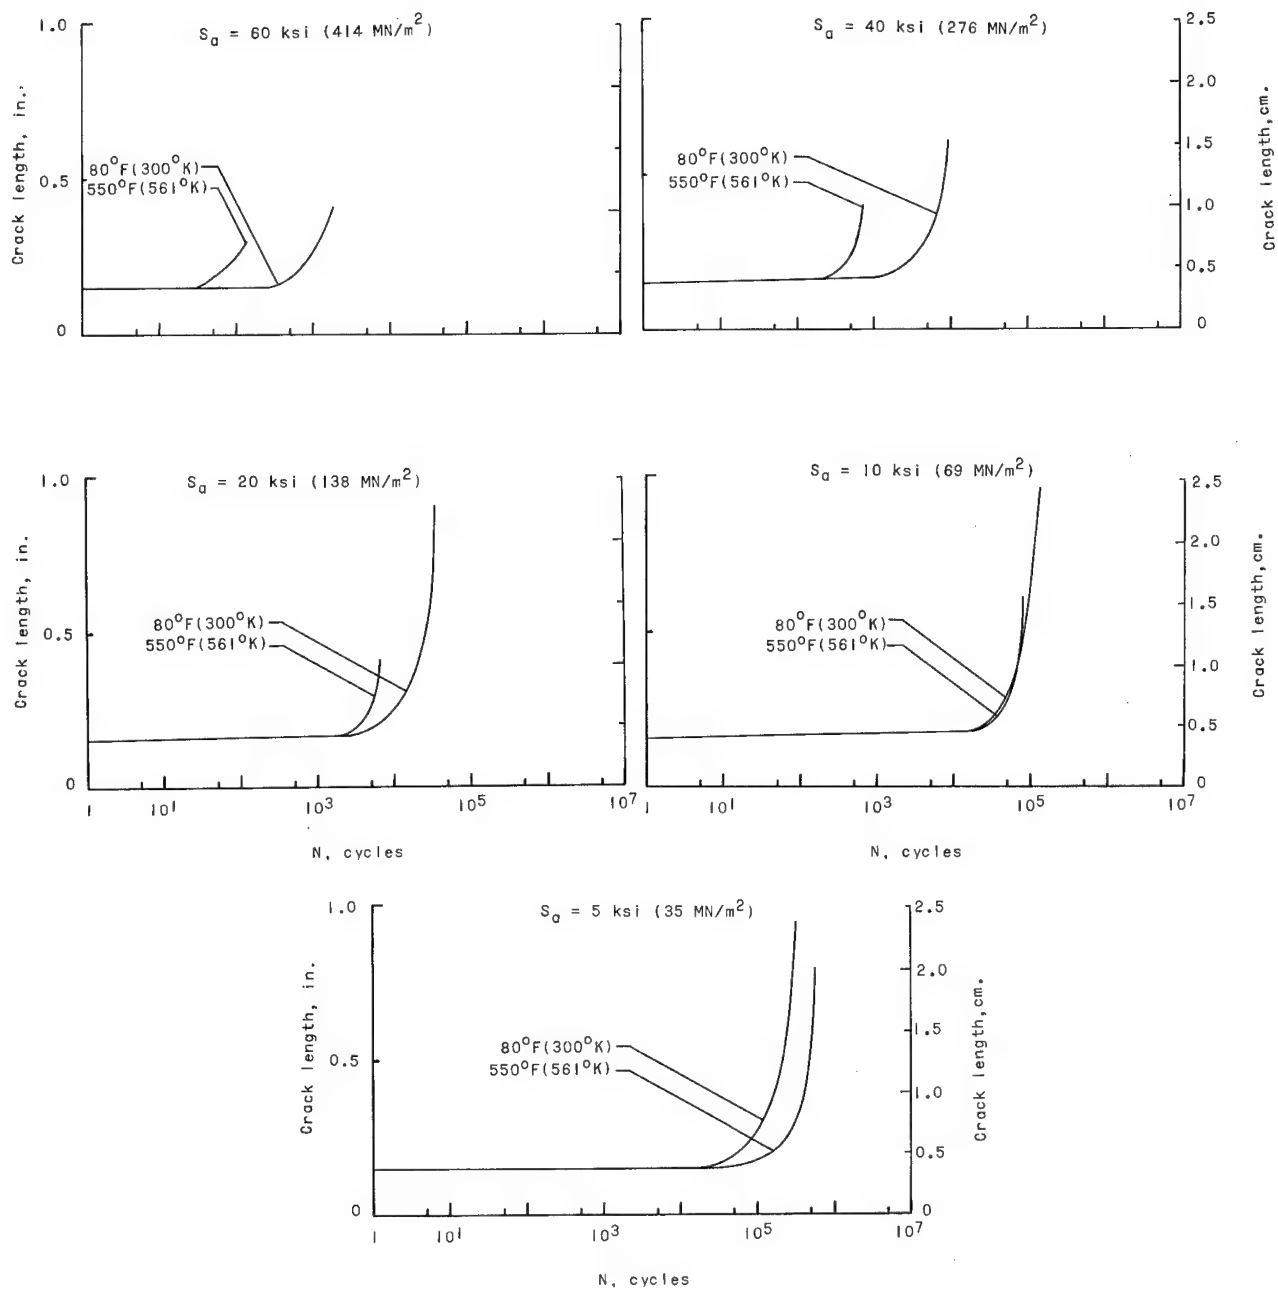 Sₐ = 60 ksi (414 MN/m²)
1.0
0.5
0
Crack length, in.
80°F(300°K)
550°F(561°K)
Sₐ = 40 ksi (276 MN/m²)
80°F(300°K)
550°F(561°K)
2.5
2.0
1.5
1.0
0.5
0
Crack length,cm.
Sₐ = 20 ksi (138 MN/m²)
1.0
0.5
0
Crack length, in.
80°F(300°K)
550°F(561°K)
1 10¹ 10³ 10⁵ 10⁷
N, cycles
Sₐ = 10 ksi (69 MN/m²)
80°F(300°K)
550°F(561°K)
2.5
2.0
1.5
1.0
0.5
0
Crack length,cm.
1 10¹ 10³ 10⁵ 10⁷
N, cycles
Sₐ = 5 ksi (35 MN/m²)
1.0
0.5
0
Crack length, in.
80°F(300°K)
550°F(561°K)
2.5
2.0
1.5
1.0
0.5
0
Crack length,cm.
1 10¹ 10³ 10⁵ 10⁷
N, cycles